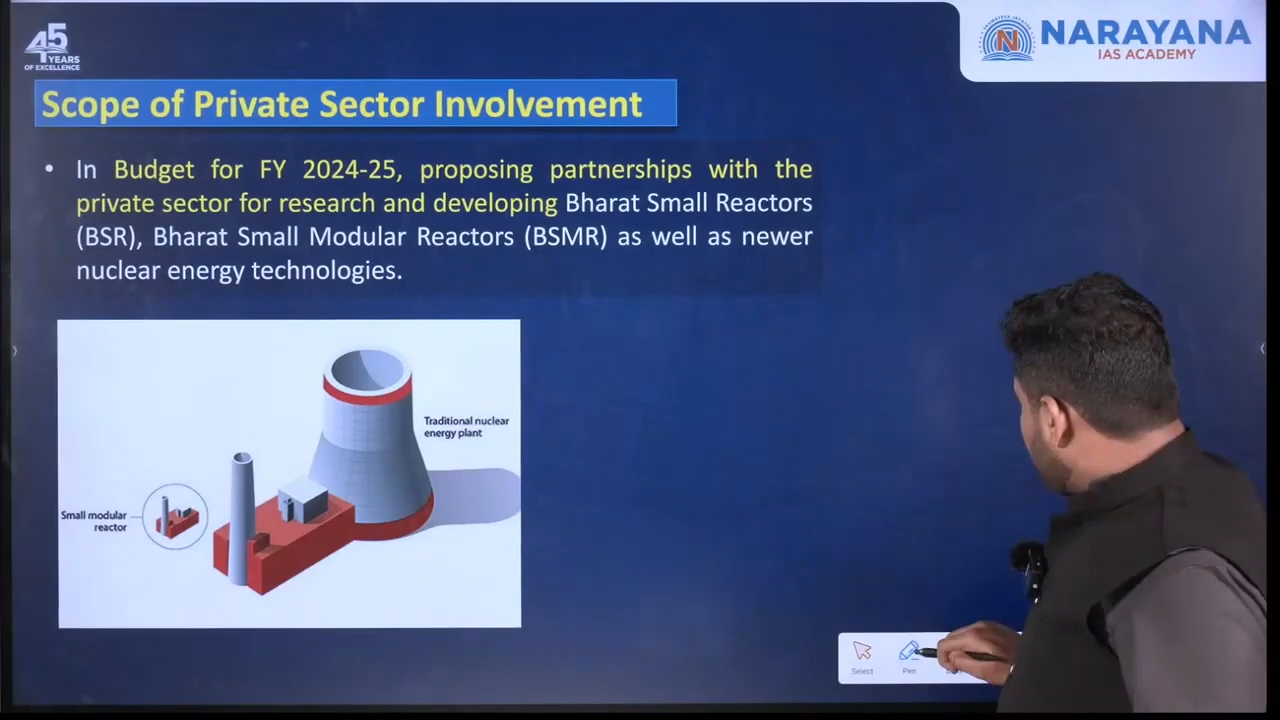 45
YEARS
OF EXCELLENCE
N
NARAYANA
IAS ACADEMY
Scope of Private Sector Involvement
• In Budget for FY 2024-25, proposing partnerships with the
private sector for research and developing Bharat Small Reactors
(BSR), Bharat Small Modular Reactors (BSMR) as well as newer
nuclear energy technologies.
Traditional nuclear
energy plant
Small modular
reactor
Select
Pen